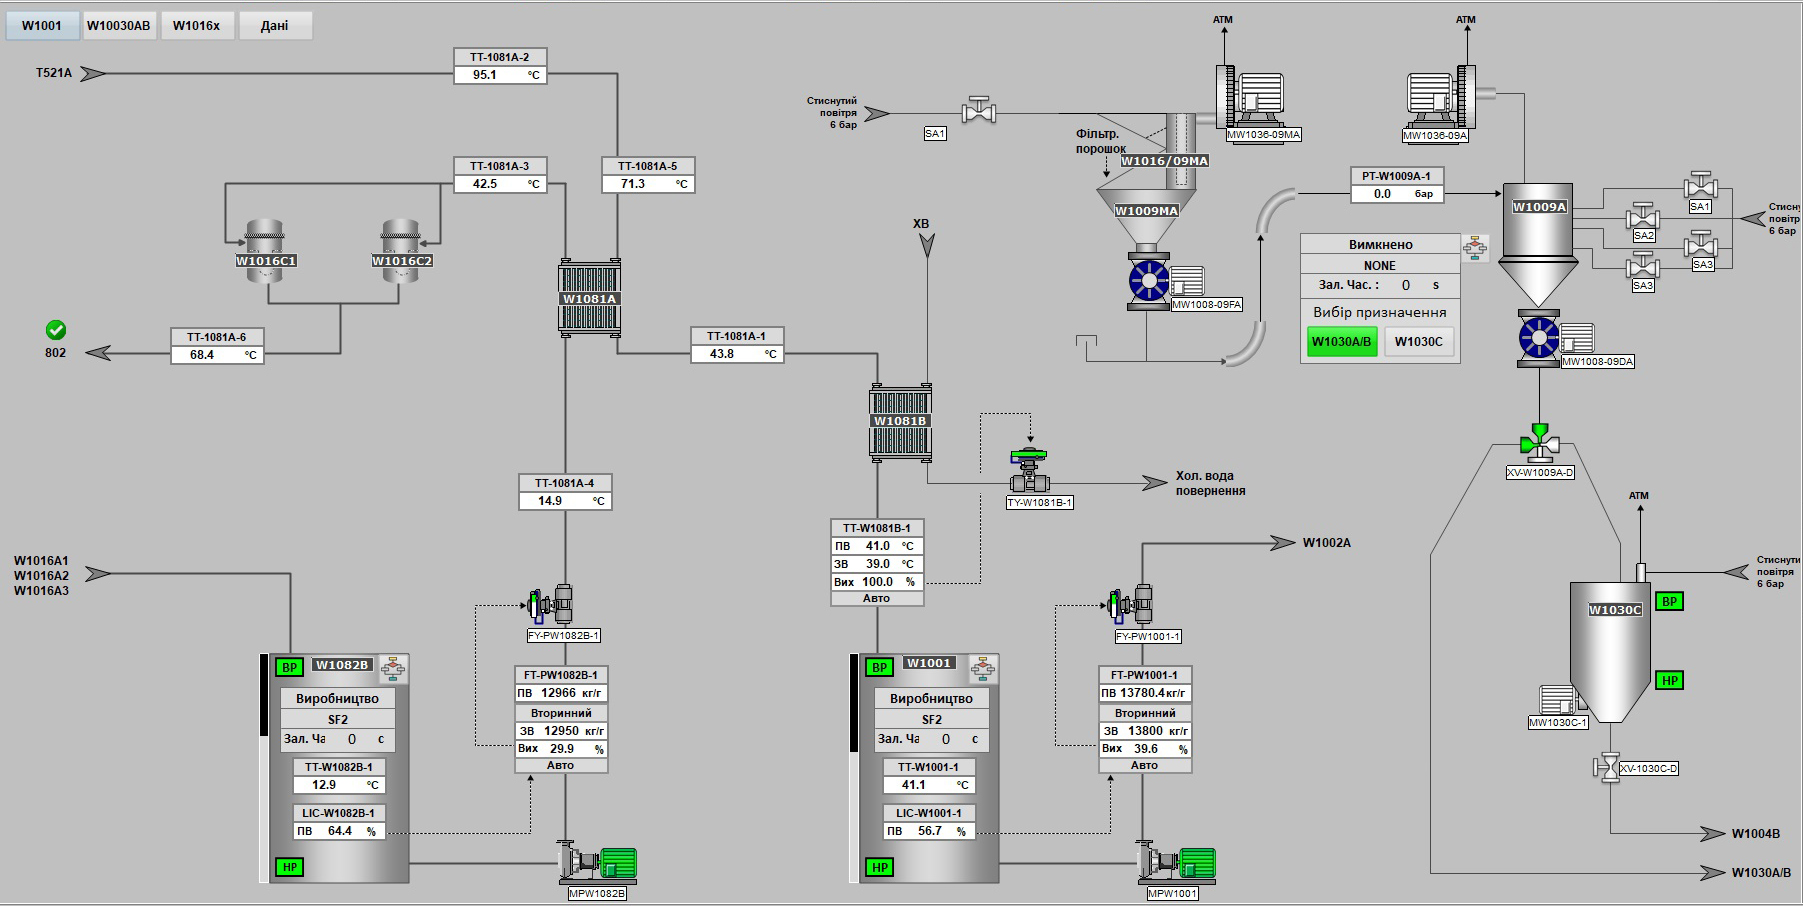 W1001
W10030AB
W1016x
Дані
T521A
TT-1081A-2
95.1 °C
TT-1081A-3
42.5 °C
TT-1081A-5
71.3 °C
W1016C1
W1016C2
W1081A
TT-1081A-6
68.4 °C
802
TT-1081A-1
43.8 °C
TT-1081A-4
14.9 °C
W1016A1
W1016A2
W1016A3
FY-PW1082B-1
BP
W1082B
Виробництво
SF2
Зал. Ча 0 с
TT-W1082B-1
12.9 °C
LIC-W1082B-1
ПВ 64.4 %
HP
FT-PW1082B-1
ПВ 12966 кг/г
Вторинний
ЗВ 12950 кг/г
Вих 29.9 %
Авто
MPW1082B
ХВ
W1081B
TY-W1081B-1
Хол. вода
повернення
TT-W1081B-1
ПВ 41.0 °C
ЗВ 39.0 °C
Вих 100.0 %
Авто
W1002A
FY-PW1001-1
BP
W1001
Виробництво
SF2
Зал. Ча 0 с
TT-W1001-1
41.1 °C
LIC-W1001-1
ПВ 56.7 %
HP
FT-PW1001-1
ПВ 13780.4 кг/г
Вторинний
ЗВ 13800 кг/г
Вих 39.6 %
Авто
MPW1001
Стиснутий
повітря
6 бар
SA1
Фільтр.
порошок
W1016/09MA
W1009MA
MW1008-09FA
ATM
MW1036-09MA
ATM
MW1036-09A
PT-W1009A-1
0.0 бар
W1009A
SA1
SA2
SA3
SA3
Стисну
повітр
6 бар
Вимкнено
NONE
Зал. Час. : 0 s
Вибір призначення
W1030A/B
W1030C
MW1008-09DA
XV-W1009A-D
ATM
Стиснути
повітря
6 бар
W1030C
BP
HP
MW1030C-1
XV-1030C-D
W1004B
W1030A/B